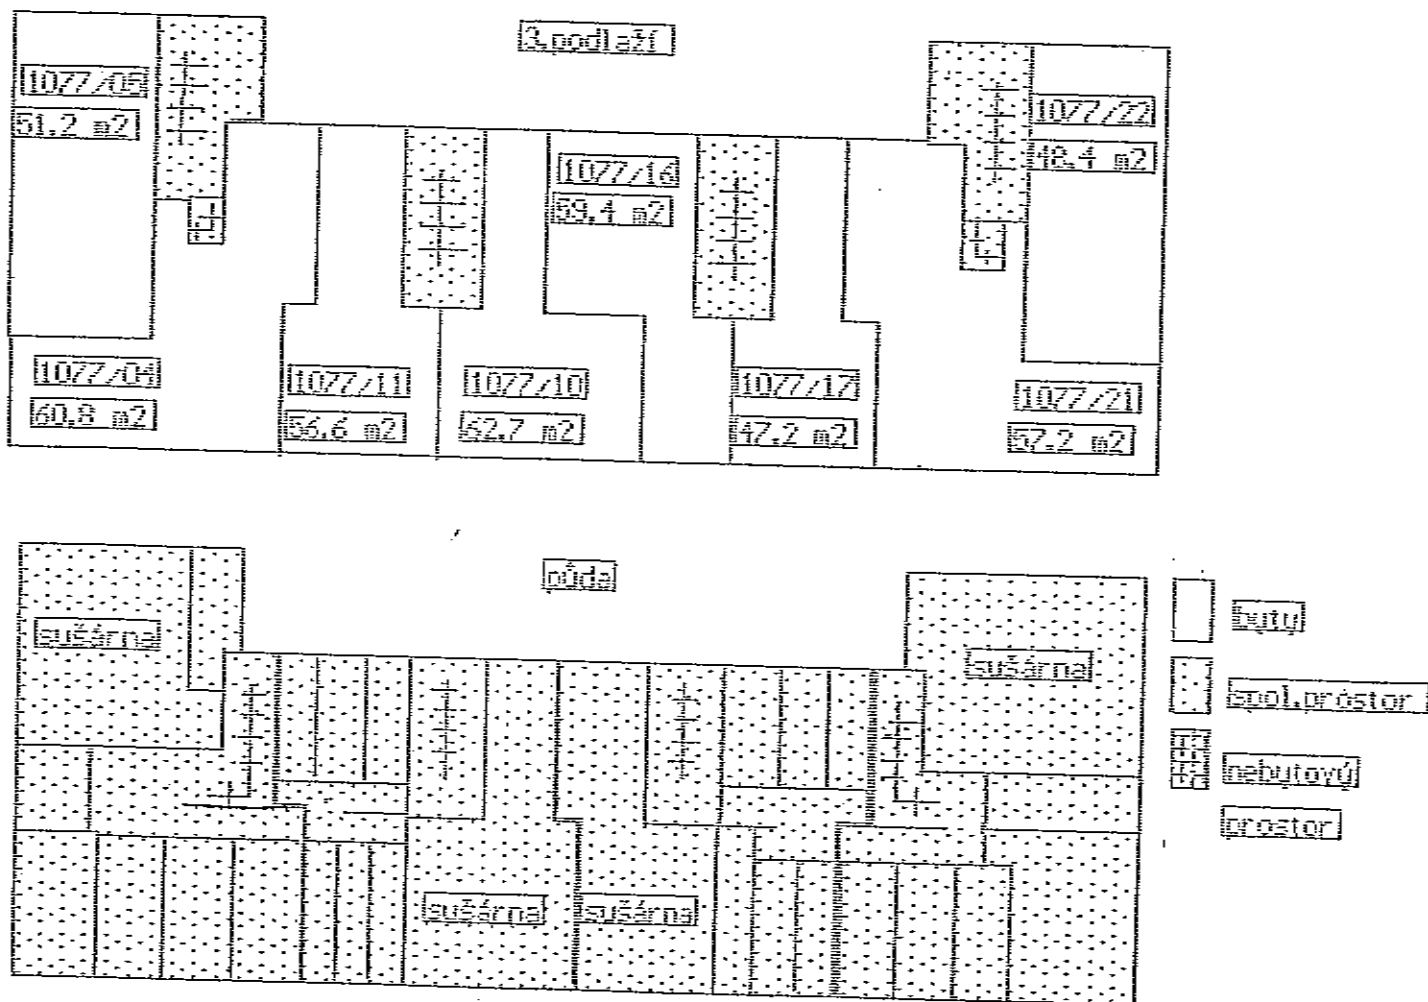 3.podlaží
1077/05
51.2 m2
1077/22
48.4 m2
1077/16
59.4 m2
1077/04
60.8 m2
1077/11
56.6 m2
1077/10
62.7 m2
1077/17
47.2 m2
1077/21
57.2 m2
půda
sušárna
sušárna
sušárna
sušárna
byty
spol.prostor
nebytový
prostor